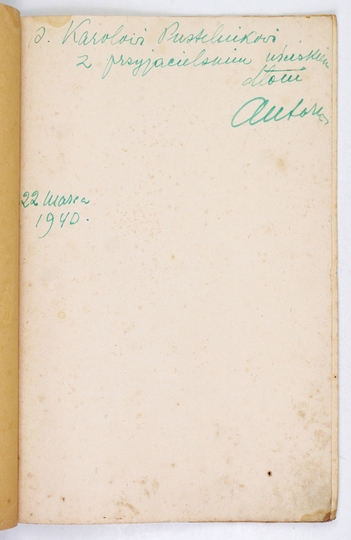 p. Karolowi Pustelnikowi
z przyjacielskim uściskiem
dłoni
Autor
22 marca
1940.